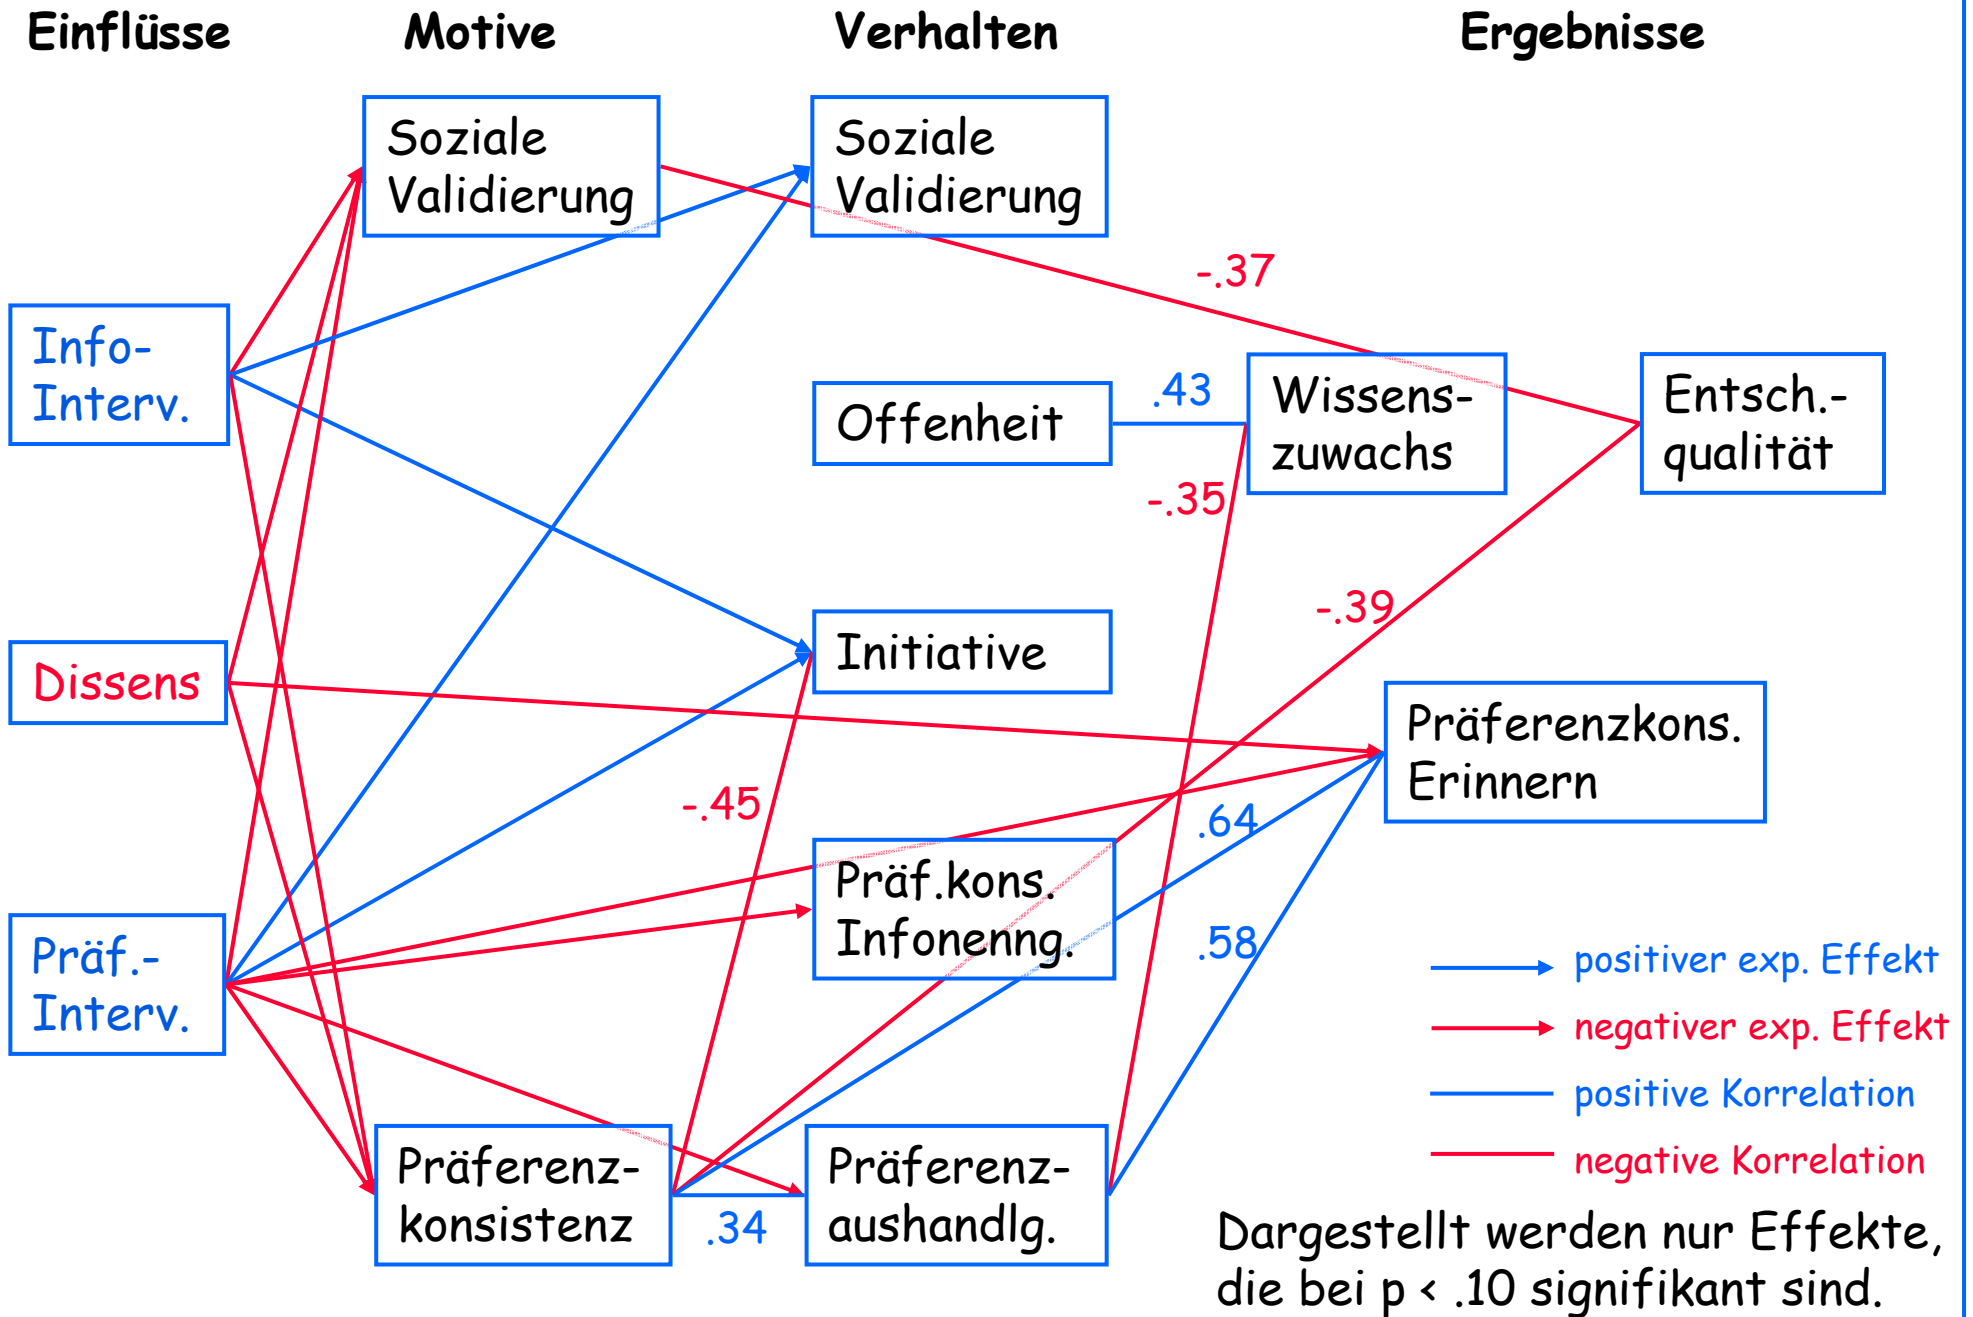 Einflüsse Motive Verhalten Ergebnisse
Soziale
Validierung
Soziale
Validierung
-.37
Info-
Interv.
Offenheit
.43
Wissens-
zuwachs
Entsch.-
qualität
-.35
-.39
Initiative
Dissens
Präferenzkons.
Erinnern
-.45
.64
Präf.kons.
Infonenng.
.58
Präf.-
Interv.
positiver exp. Effekt
negativer exp. Effekt
positive Korrelation
negative Korrelation
Präferenz-
konsistenz
.34
Präferenz-
aushandlg.
Dargestellt werden nur Effekte,
die bei p < .10 signifikant sind.